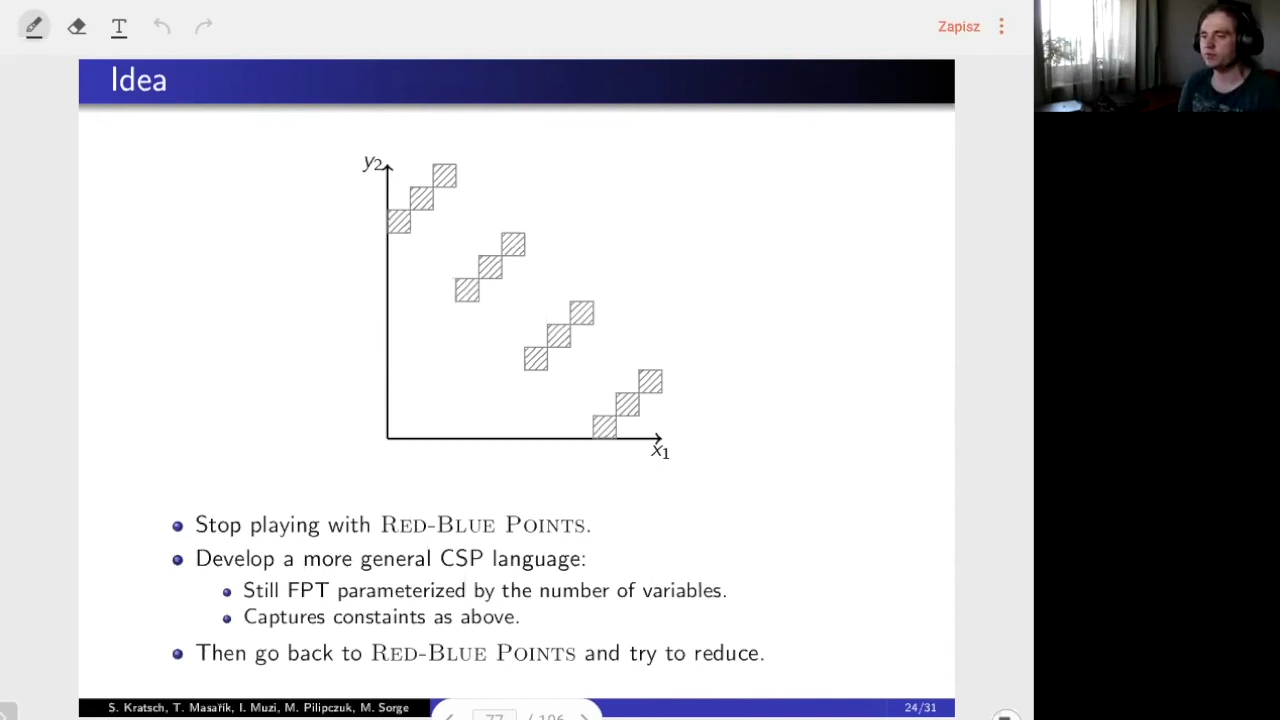 T
Zapisz
Idea
y2
x1
Stop playing with RED-BLUE POINTS.
Develop a more general CSP language:
Still FPT parameterized by the number of variables.
Captures constaints as above.
Then go back to RED-BLUE POINTS and try to reduce.
S. Kratsch, T. Masařík, I. Muzi, M. Pilipczuk, M. Sorge
77 / 106
24/31